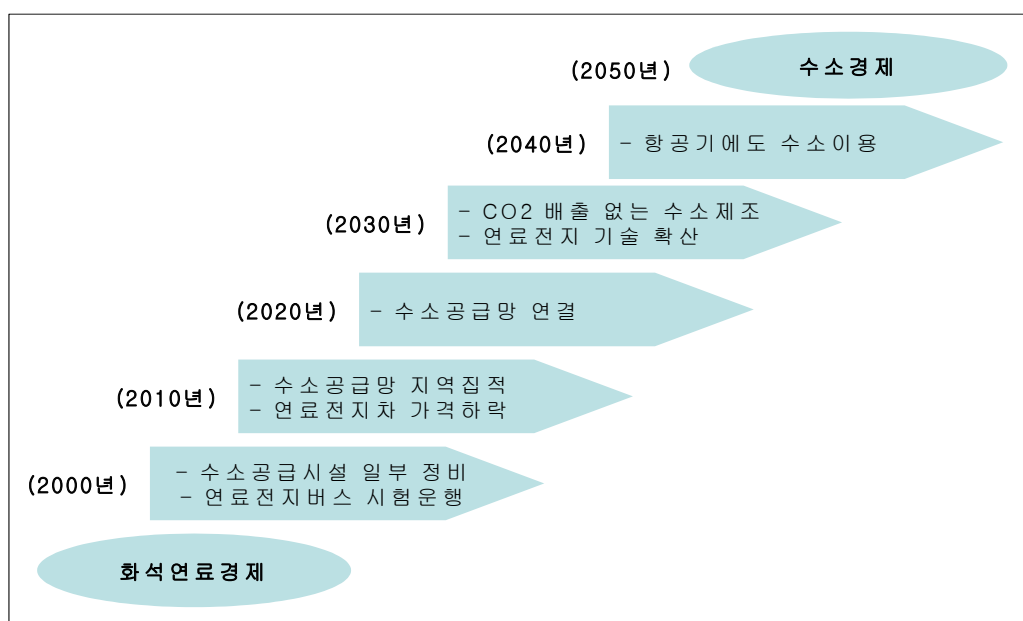 (2050년) 수소경제
(2040년) - 항공기에도 수소이용
(2030년) - CO2 배출 없는 수소제조
- 연료전지 기술 확산
(2020년) - 수소공급망 연결
(2010년) - 수소공급망 지역집적
- 연료전지차 가격하락
(2000년) - 수소공급시설 일부 정비
- 연료전지버스 시험운행
화석연료경제